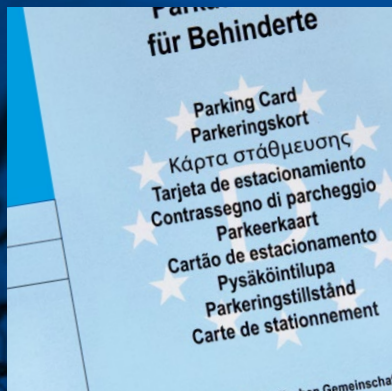 für Behinderte
Parking Card
Parkeringskort
Κάρτα στάθμευσης
Tarjeta de estacionamiento
Contrassegno di parcheggio
Parkeerkaart
Cartão de estacionamento
Pysäköintilupa
Parkeringstillstånd
Carte de stationnement